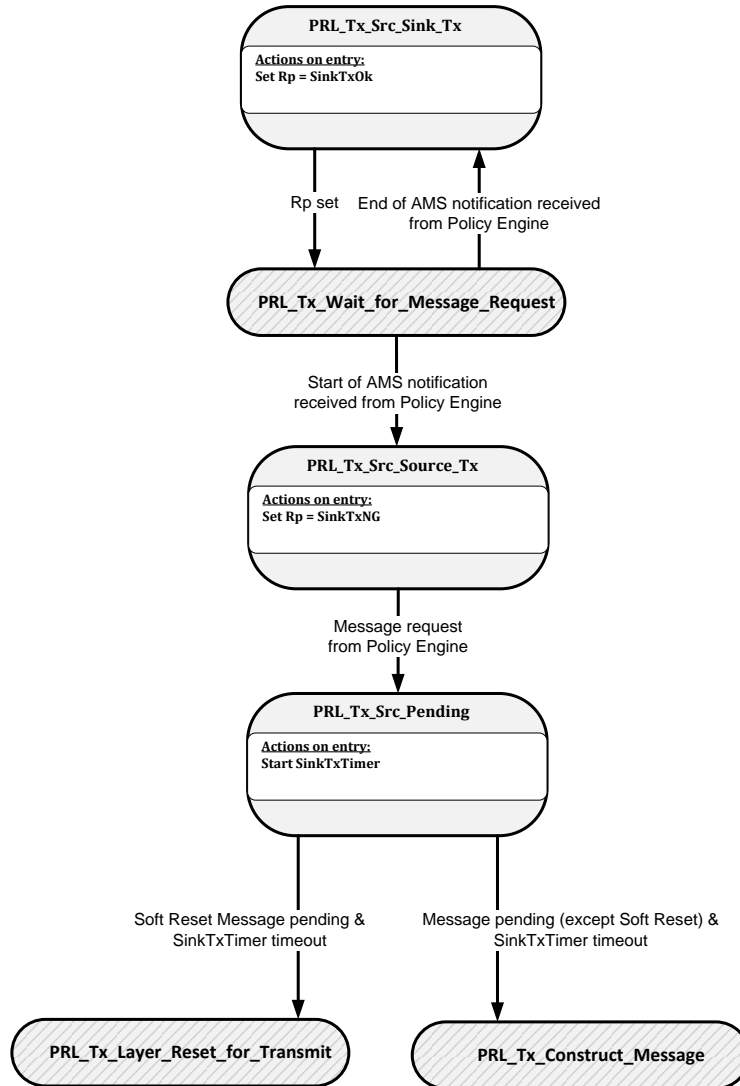 PRL_Tx_Src_Sink_Tx
Actions on entry:
Set Rp = SinkTxOk
Rp set
End of AMS notification received
from Policy Engine
PRL_Tx_Wait_for_Message_Request
Start of AMS notification
received from Policy Engine
PRL_Tx_Src_Source_Tx
Actions on entry:
Set Rp = SinkTxNG
Message request
from Policy Engine
PRL_Tx_Src_Pending
Actions on entry:
Start SinkTxTimer
Soft Reset Message pending &
SinkTxTimer timeout
Message pending (except Soft Reset) &
SinkTxTimer timeout
PRL_Tx_Layer_Reset_for_Transmit
PRL_Tx_Construct_Message